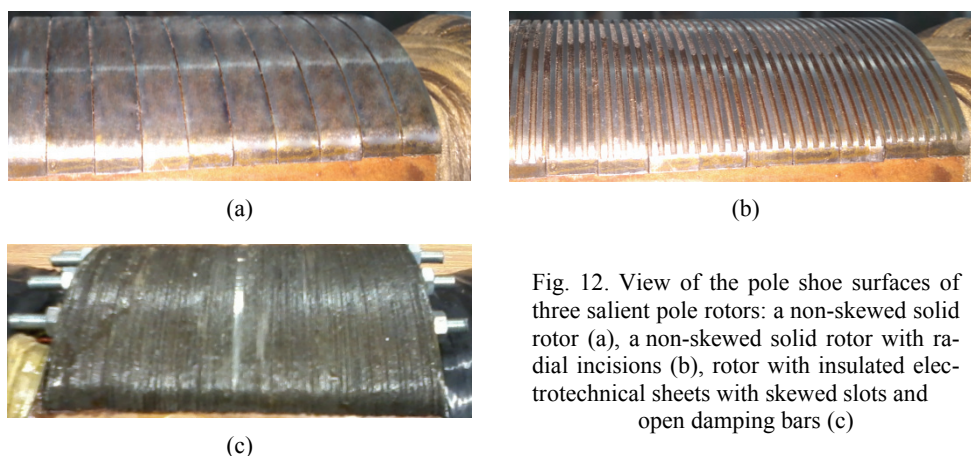 (a)
(b)
(c)
Fig. 12. View of the pole shoe surfaces of
three salient pole rotors: a non-skewed solid
rotor (a), a non-skewed solid rotor with ra-
dial incisions (b), rotor with insulated elec-
trotechnical sheets with skewed slots and
open damping bars (c)